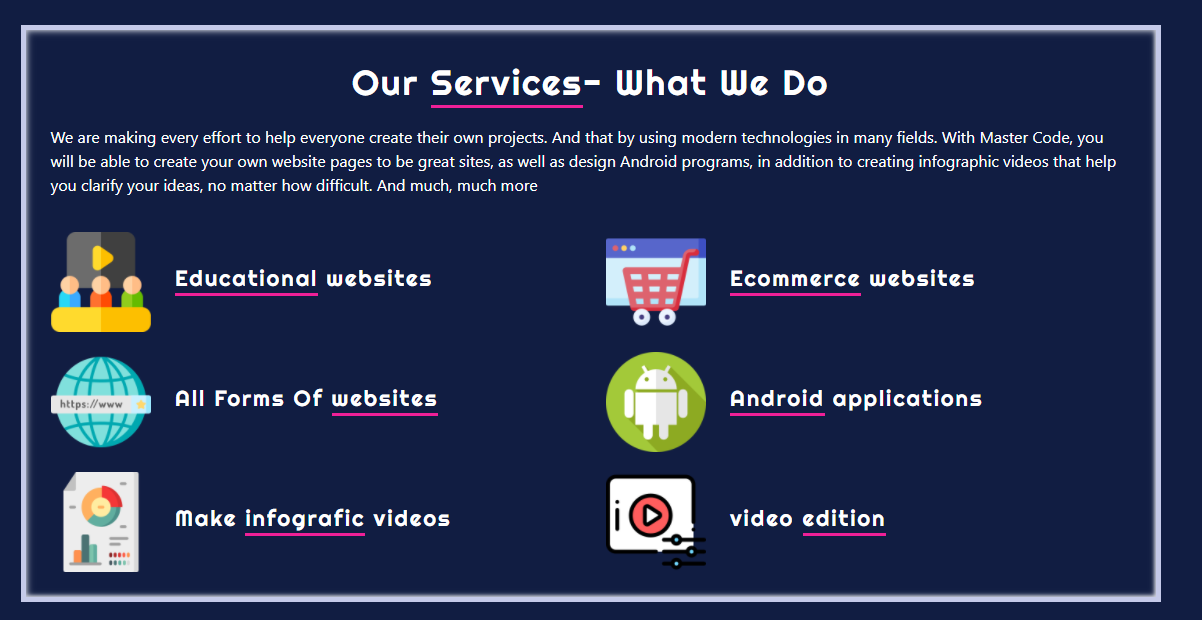 Our Services- What We Do
We are making every effort to help everyone create their own projects. And that by using modern technologies in many fields. With Master Code, you
will be able to create your own website pages to be great sites, as well as design Android programs, in addition to creating infographic videos that help
you clarify your ideas, no matter how difficult. And much, much more
Educational websites
Ecommerce websites
https://www
All Forms Of websites
Android applications
Make infografic videos
i
video edition